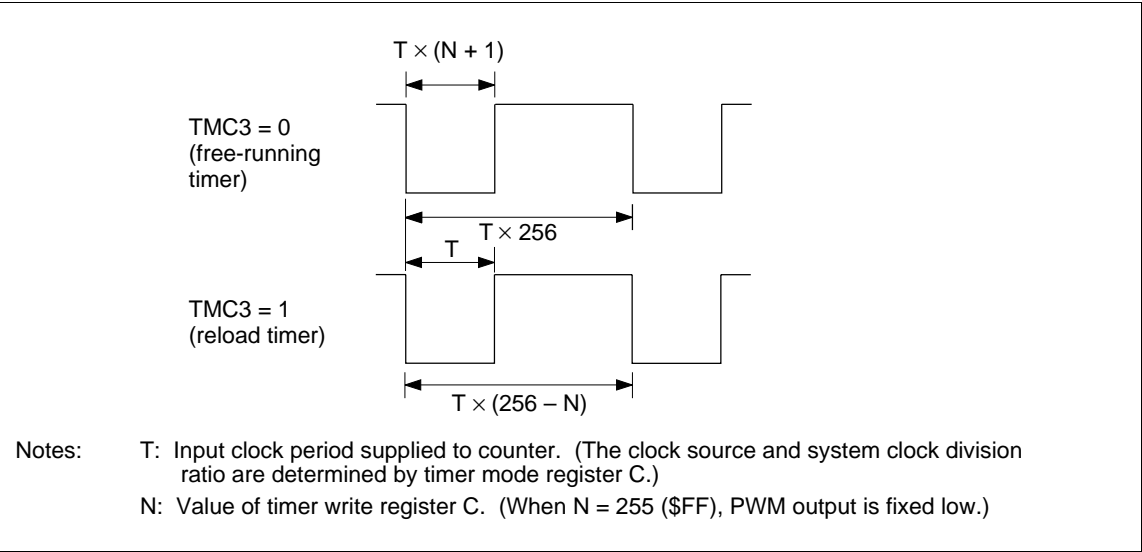 T × (N + 1)
TMC3 = 0
(free-running
timer)
T × 256
T
TMC3 = 1
(reload timer)
T × (256 – N)
Notes: T: Input clock period supplied to counter. (The clock source and system clock division
ratio are determined by timer mode register C.)
N: Value of timer write register C. (When N = 255 ($FF), PWM output is fixed low.)